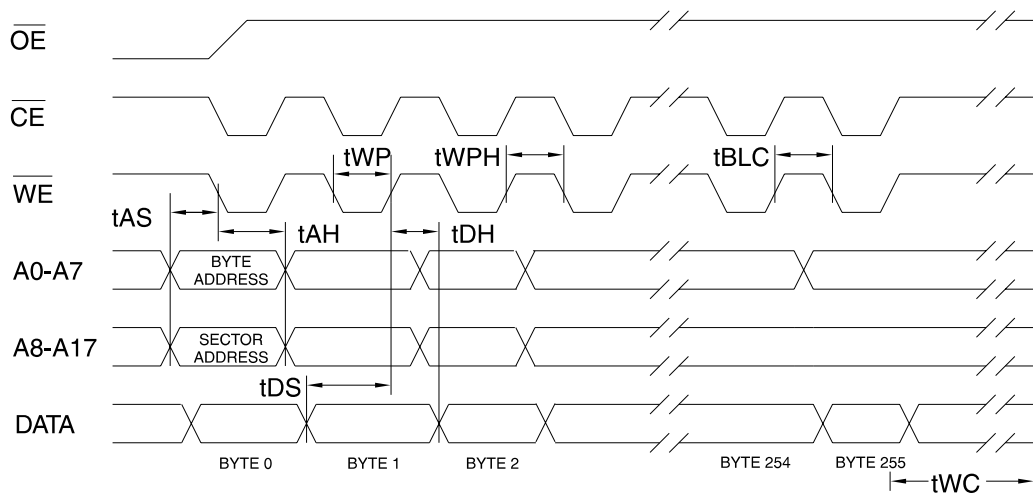 OE
CE
tWP tWPH tBLC
WE
tAS tAH tDH
A0-A7 BYTE
ADDRESS
A8-A17 SECTOR
ADDRESS
tDS
DATA
BYTE 0 BYTE 1 BYTE 2 BYTE 254 BYTE 255
tWC